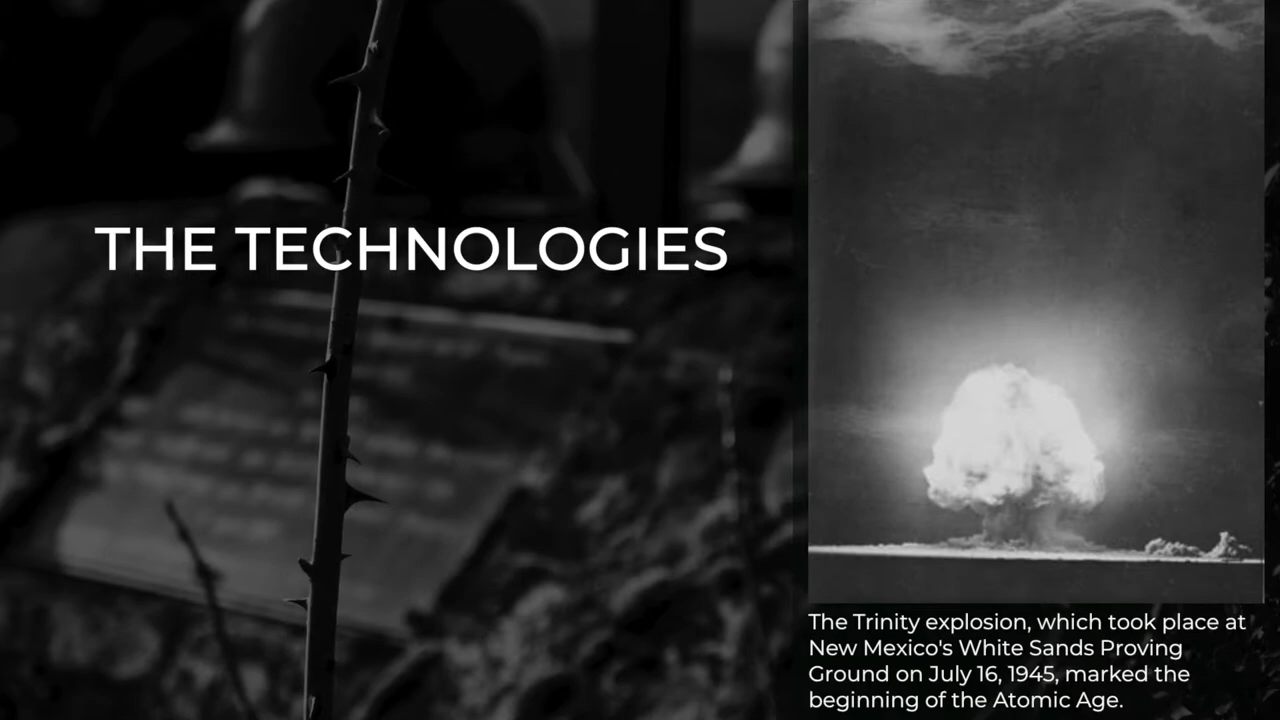 THE TECHNOLOGIES
The Trinity explosion, which took place at
New Mexico's White Sands Proving
Ground on July 16, 1945, marked the
beginning of the Atomic Age.